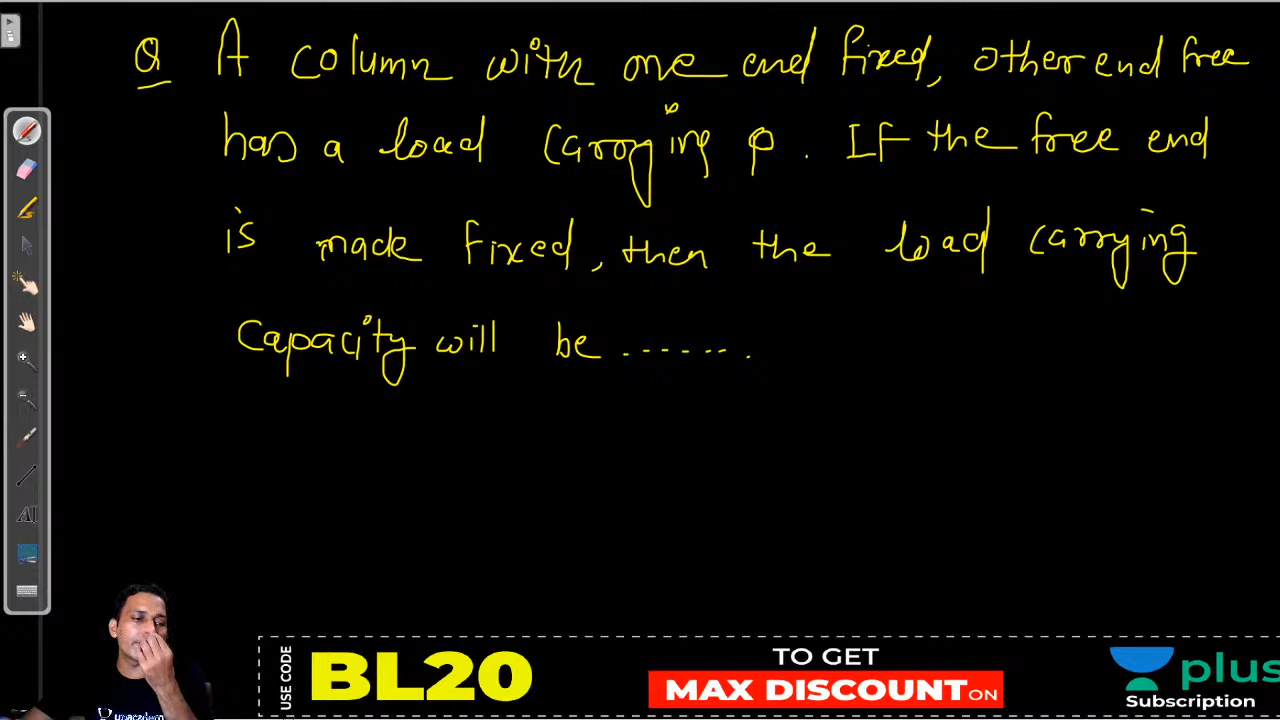 Q A column with one end fixed, other end free
has a load carrying P. If the free end
is made fixed, then the load carrying
capacity will be .......
USE CODE
BL20
TO GET
MAX DISCOUNT ON
plus
Subscription